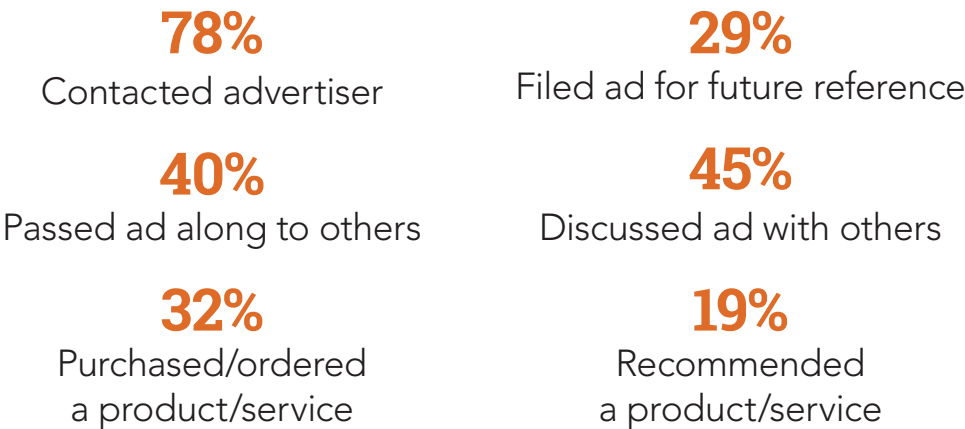 78%
Contacted advertiser
29%
Filed ad for future reference
40%
Passed ad along to others
45%
Discussed ad with others
32%
Purchased/ordered
a product/service
19%
Recommended
a product/service